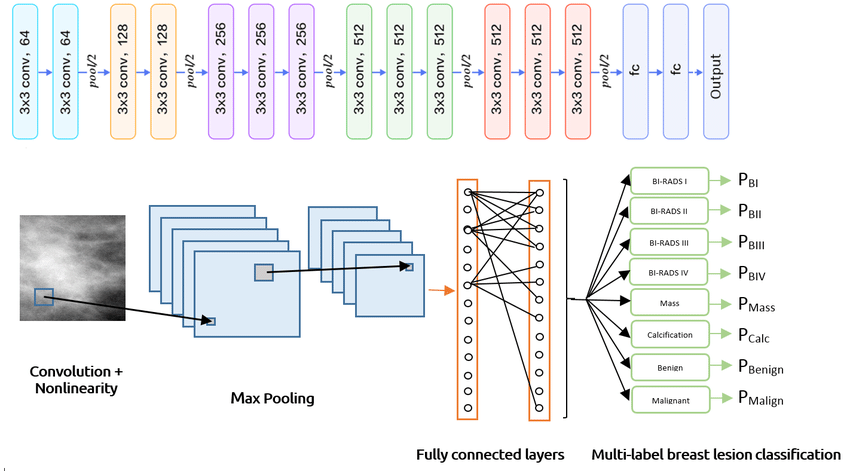 3x3 conv, 64
3x3 conv, 64
pool/2
3x3 conv, 128
3x3 conv, 128
pool/2
3x3 conv, 256
3x3 conv, 256
3x3 conv, 256
pool/2
3x3 conv, 512
3x3 conv, 512
3x3 conv, 512
pool/2
3x3 conv, 512
3x3 conv, 512
3x3 conv, 512
pool/2
fc
fc
Output
BI-RADS I PBI
BI-RADS II PBII
BI-RADS III PBIII
BI-RADS IV PBIV
Mass PMass
Calcification PCalc
Benign PBenign
Malignant PMalign
Convolution +
Nonlinearity
Max Pooling
Fully connected layers
Multi-label breast lesion classification